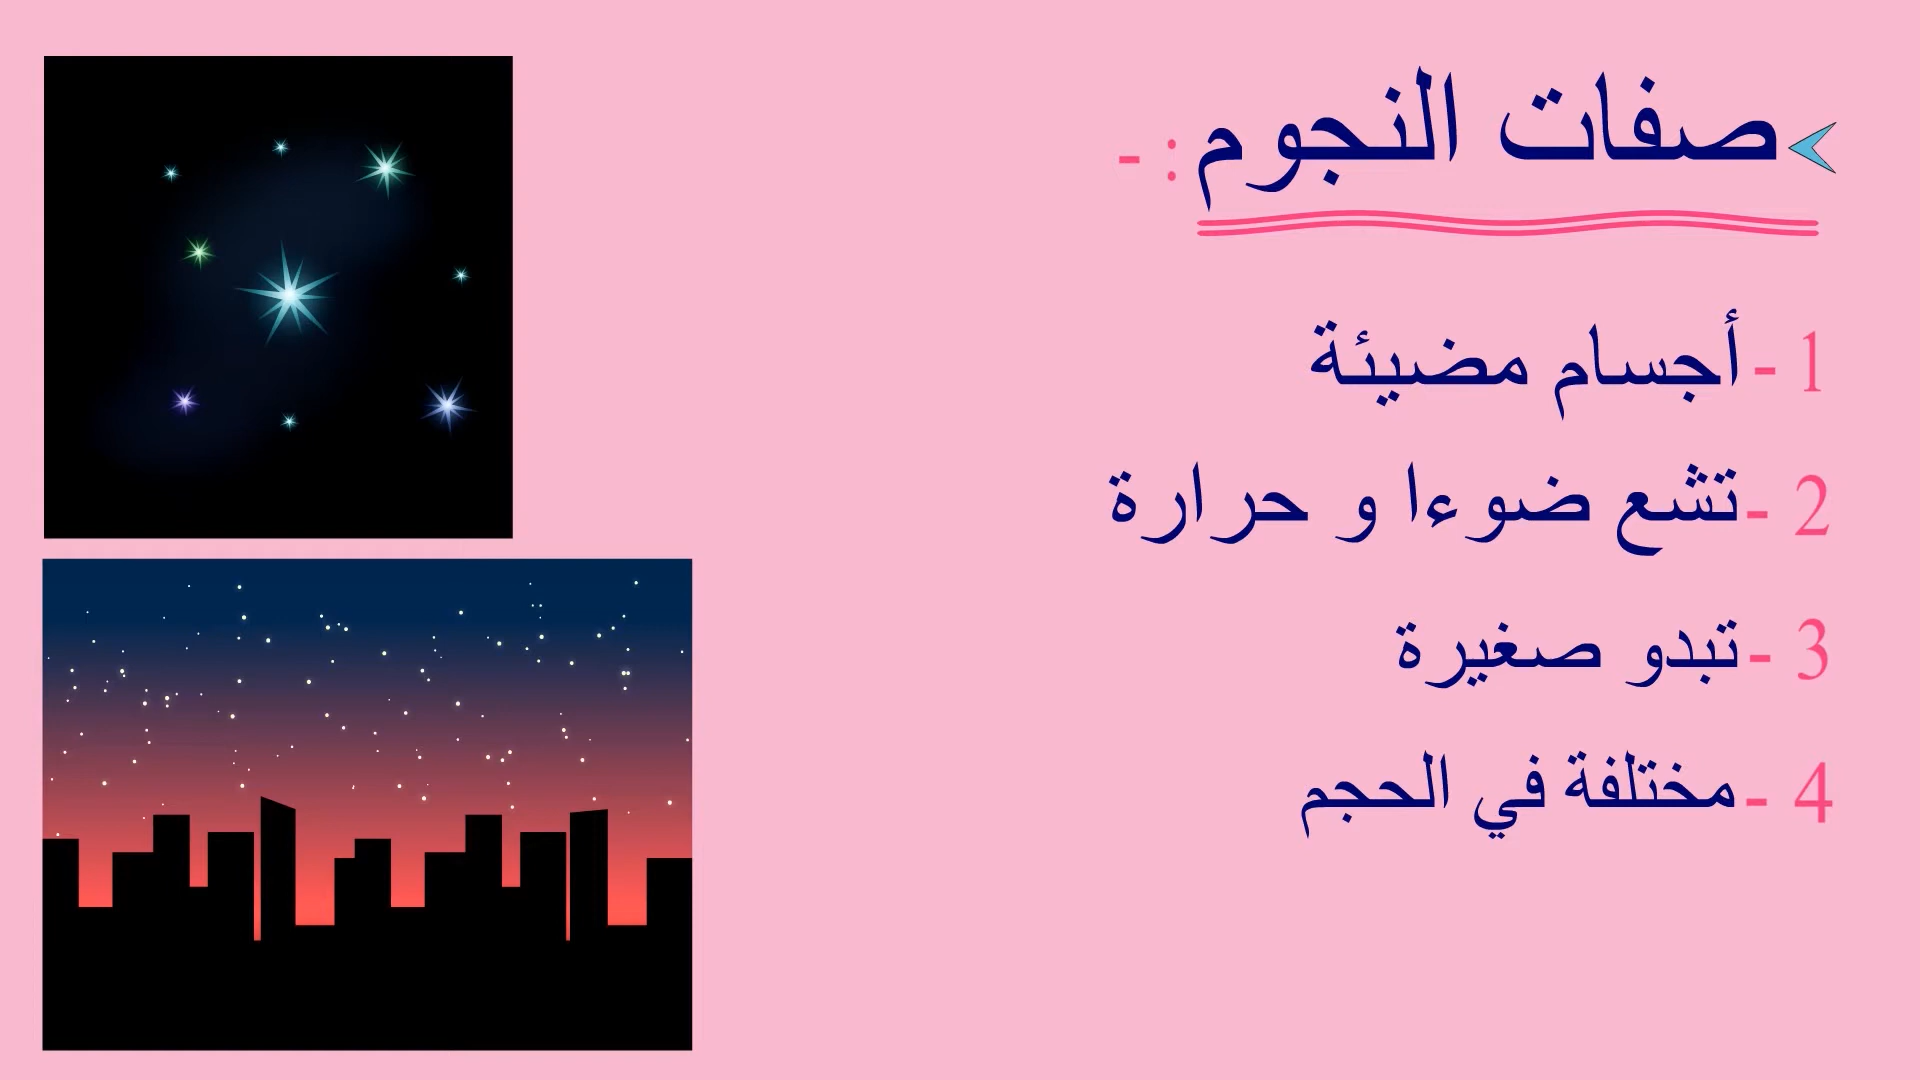 صفات النجوم : -
1 - أجسام مضيئة
2 - تشع ضوءا و حرارة
3 - تبدو صغيرة
4 - مختلفة في الحجم